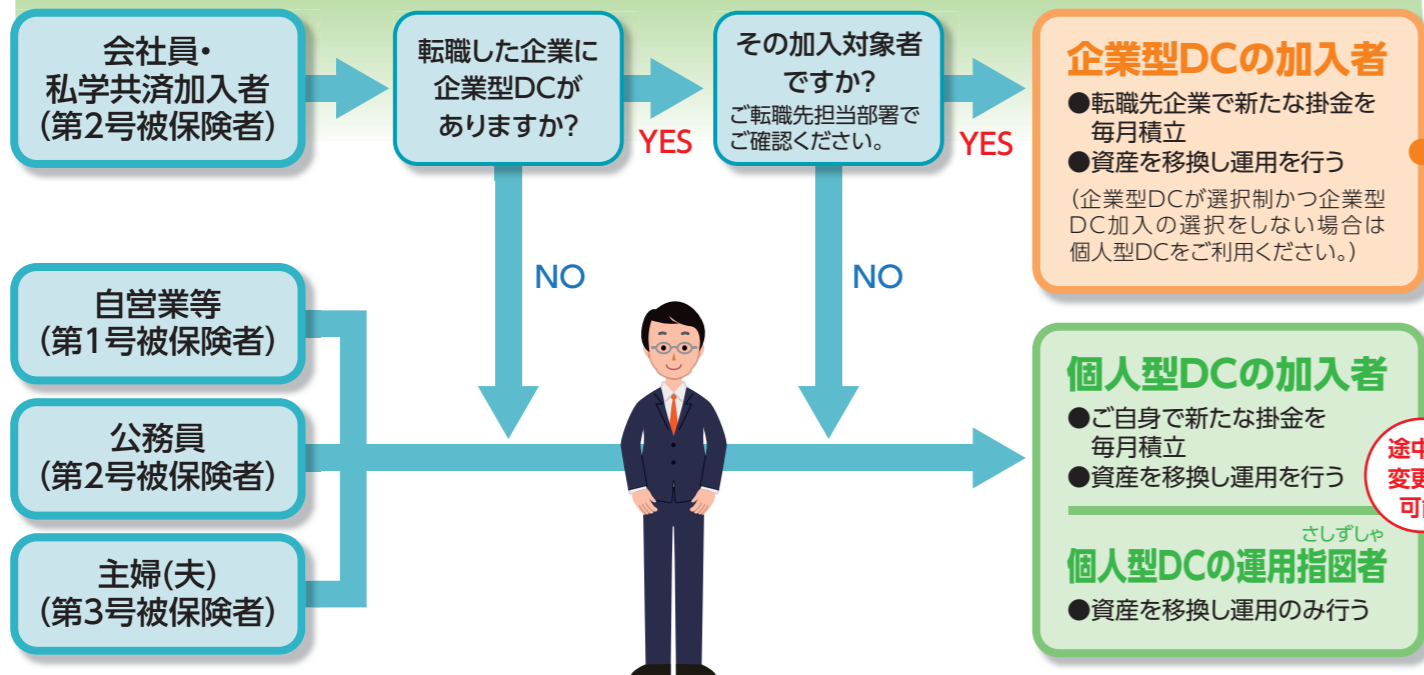 会社員・
私学共済加入者
(第2号被保険者)
転職した企業に
企業型DCが
ありますか?
YES
NO
その加入対象者
ですか?
ご転職先担当部署で
ご確認ください。
YES
NO
企業型DCの加入者
●転職先企業で新たな掛金を
毎月積立
●資産を移換し運用を行う
(企業型DCが選択制かつ企業型
DC加入の選択をしない場合は
個人型DCをご利用ください。)
自営業等
(第1号被保険者)
公務員
(第2号被保険者)
主婦(夫)
(第3号被保険者)
個人型DCの加入者
●ご自身で新たな掛金を
毎月積立
●資産を移換し運用を行う
途中
変更
さしずしゃ
個人型DCの運用指図者
●資産を移換し運用のみ行う